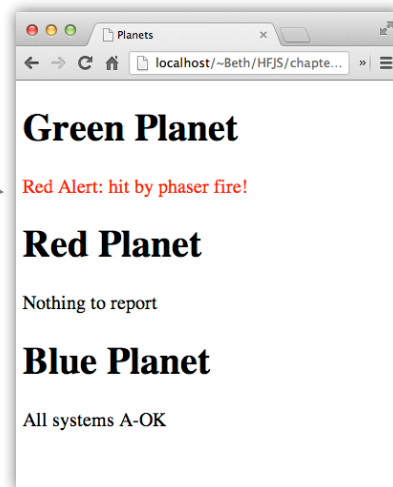 Planets
localhost/~Beth/HFJS/chapte...
Green Planet
Red Alert: hit by phaser fire!
Red Planet
Nothing to report
Blue Planet
All systems A-OK